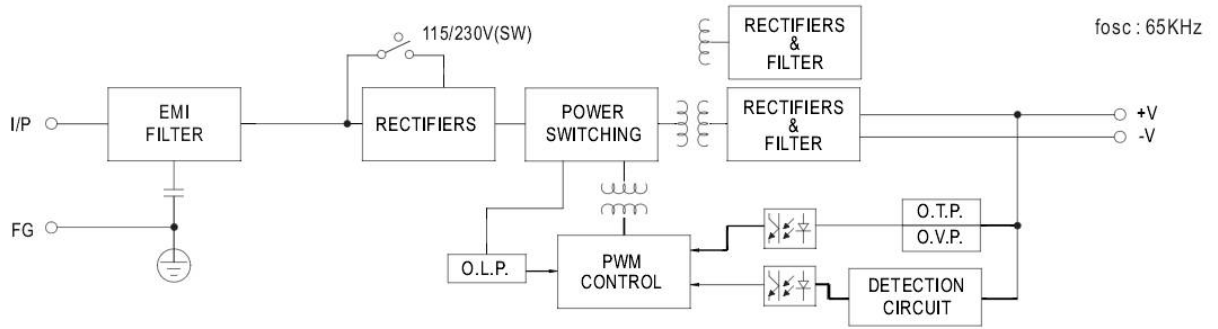 115/230V(SW)
RECTIFIERS
&
FILTER
fosc : 65KHz
I/P
EMI
FILTER
RECTIFIERS
POWER
SWITCHING
RECTIFIERS
&
FILTER
+V
-V
FG
O.L.P.
PWM
CONTROL
O.T.P.
O.V.P.
DETECTION
CIRCUIT